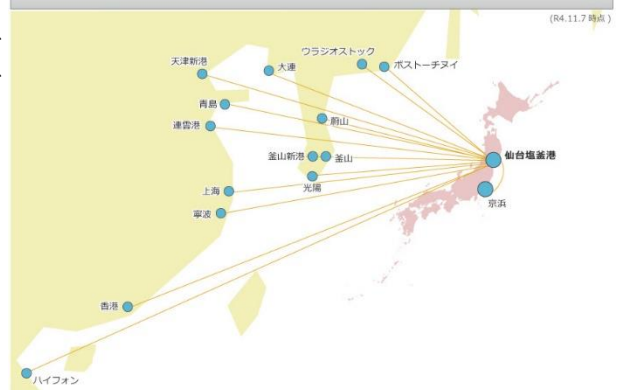 (R4.11.7 時点 )
ウラジオストック
天津新港
大連
ボストーチヌイ
青島
蔚山
連雲港
釜山新港
釜山
仙台塩釜港
光陽
上海
京浜
寧波
香港
ハイフォン